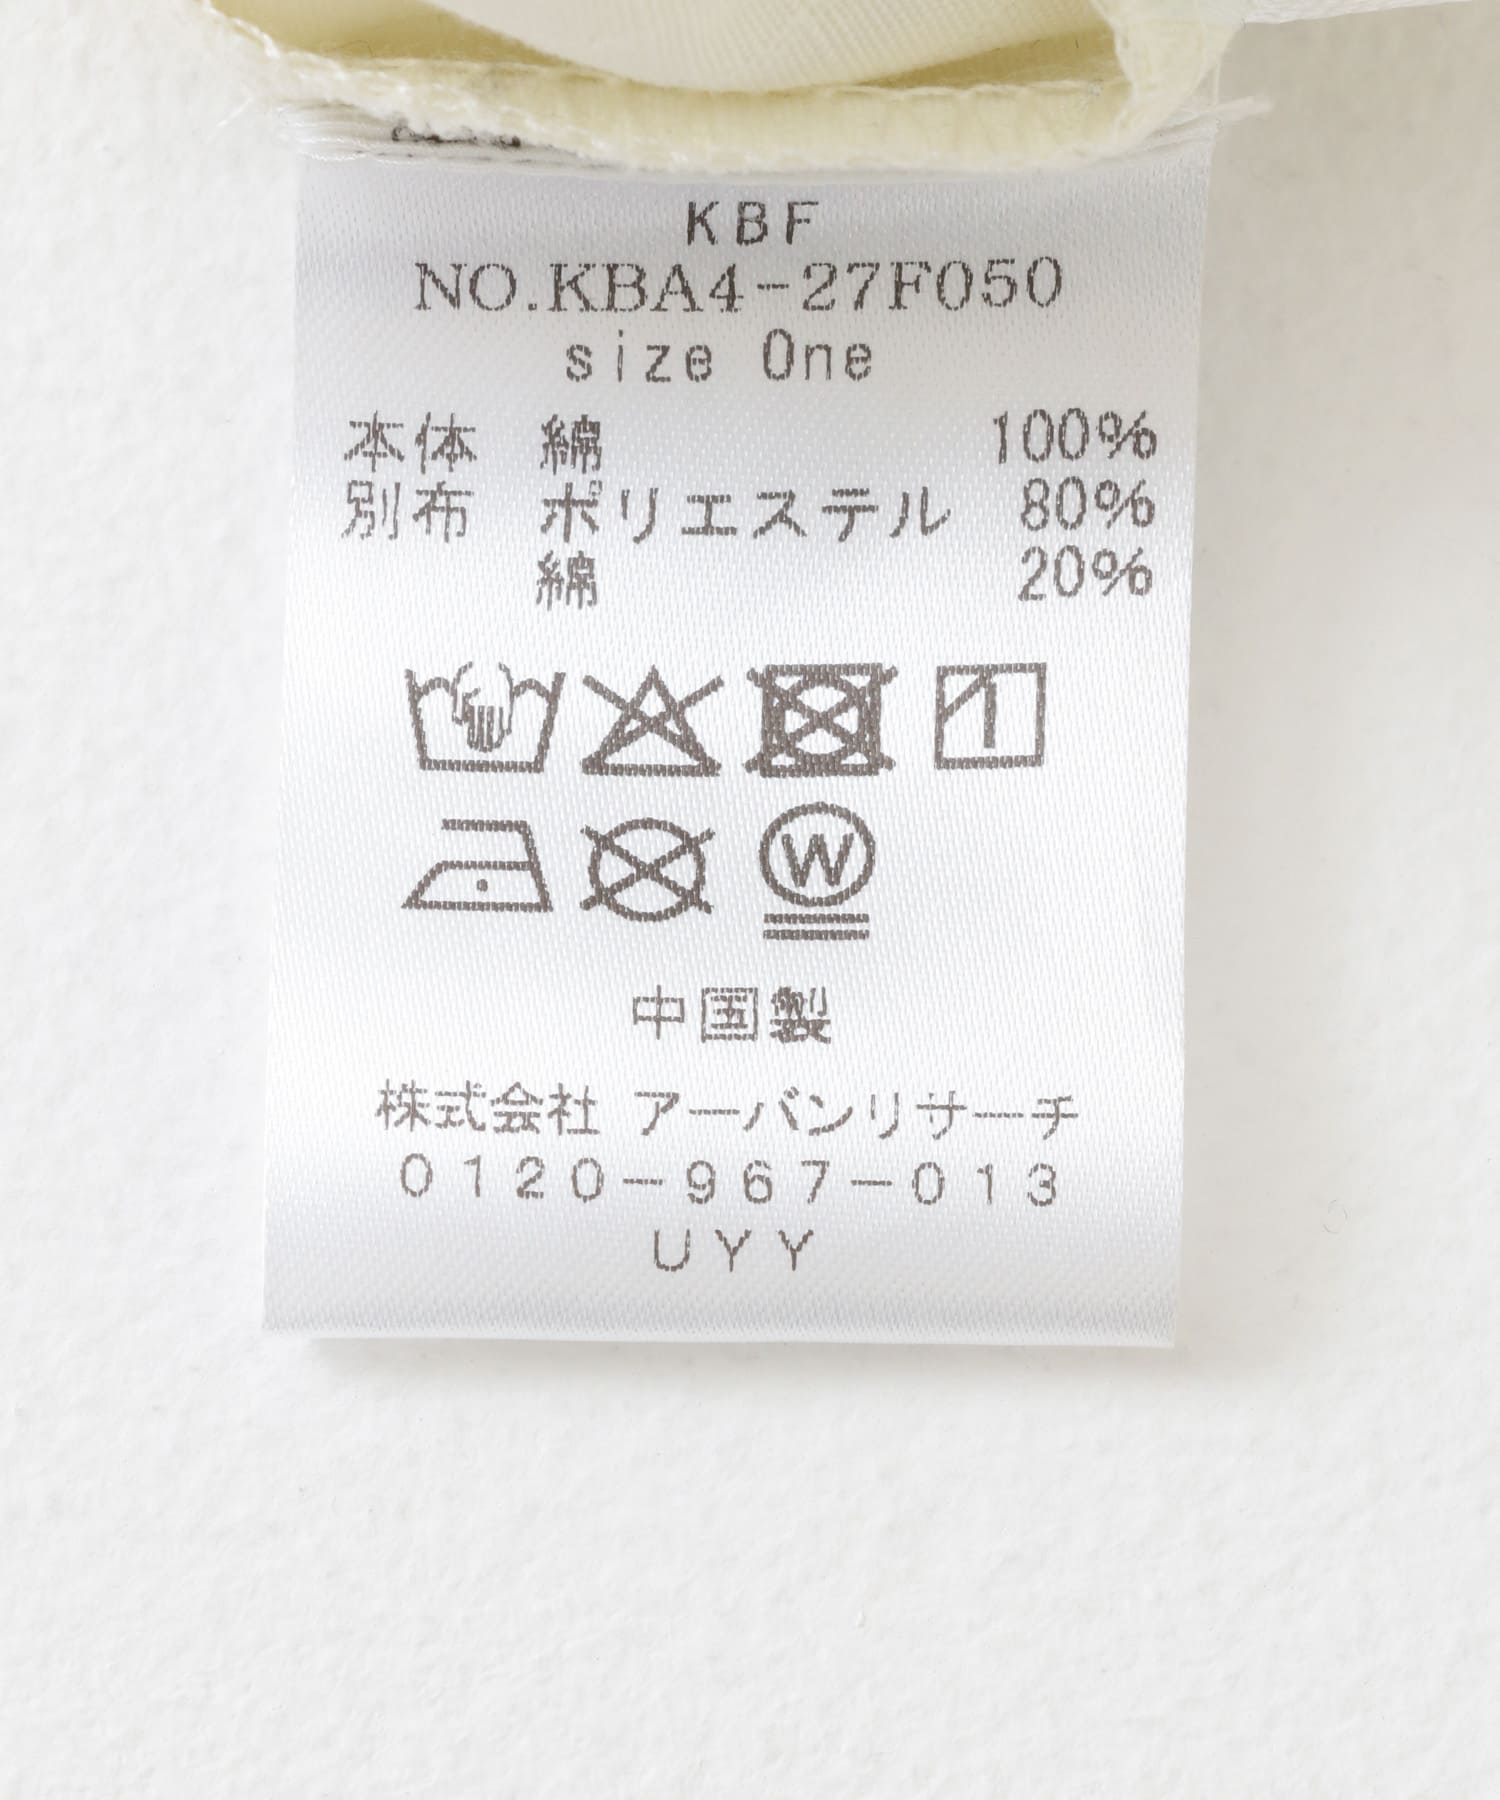 KBF
NO.KBA4-27F050
size One
本体 綿 100%
別布 ポリエステル 80%
綿 20%
W
中国製
株式会社 アーバンリサーチ
0120-967-013
UYY